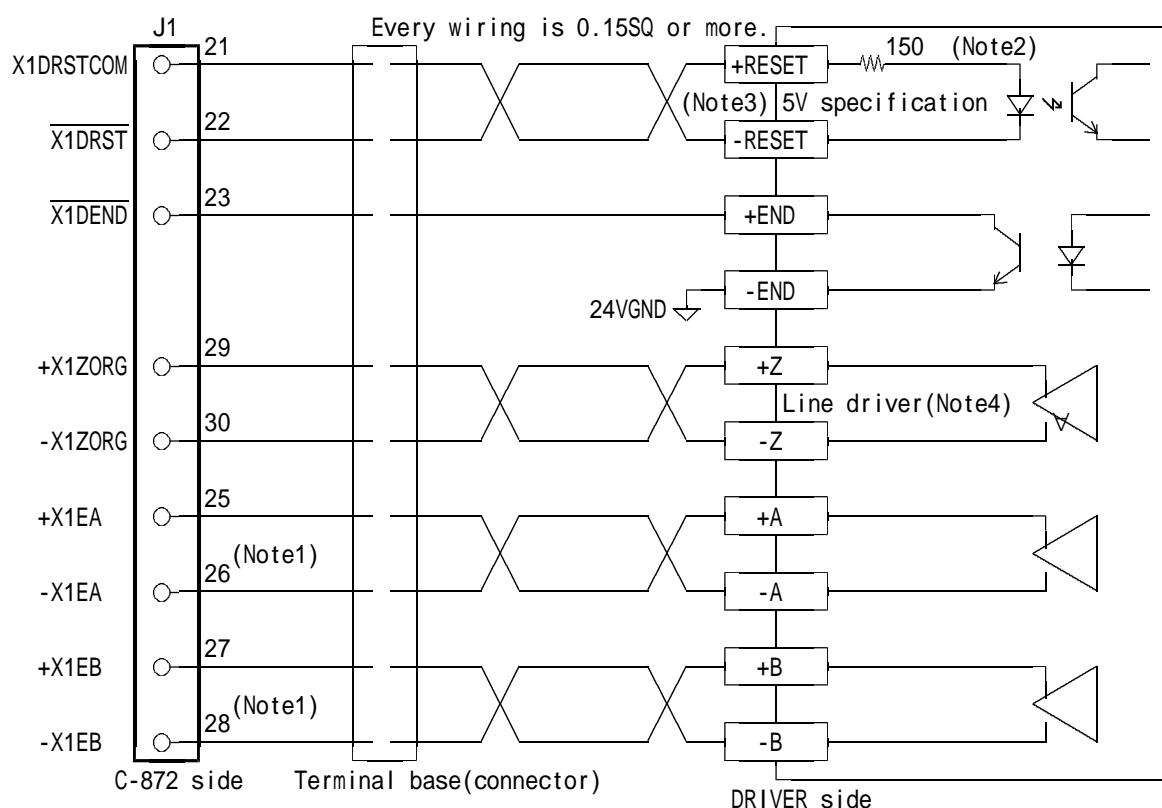 J1
Every wiring is 0.15SQ or more.
X1DRSTCOM 21 +RESET 150 (Note2)
(Note3) 5V specification
X1DRST 22 -RESET
X1DEND 23 +END
24VGND -END
+X1ZORG 29 +Z
Line driver(Note4)
-X1ZORG 30 -Z
+X1EA 25 +A
(Note1)
-X1EA 26 -A
+X1EB 27 +B
(Note1)
-X1EB 28 -B
C-872 side Terminal base(connector) DRIVER side